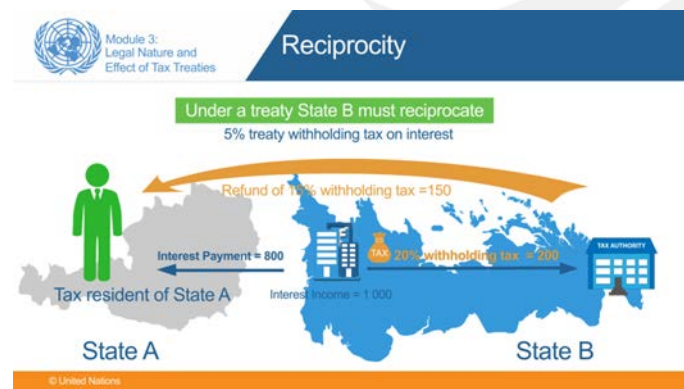 Module 3:
Legal Nature and
Effect of Tax Treaties
Reciprocity
Under a treaty State B must reciprocate
5% treaty withholding tax on interest
Refund of 15% withholding tax =150
TAX AUTHORITY
Interest Payment = 800
TAX
20% withholding tax = 200
Tax resident of State A
Interest Income = 1 000
State A
State B
© United Nations